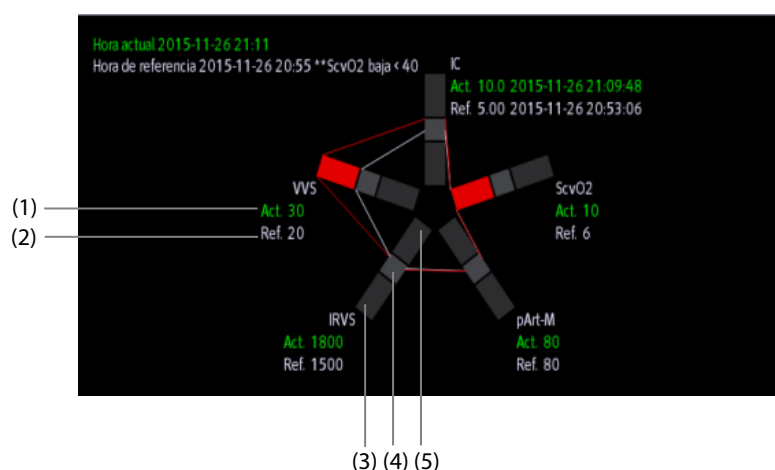 Hora actual 2015-11-26 21:11
Hora de referencia 2015-11-26 20:55 **ScvO2 baja < 40
IC
Act. 10.0 2015-11-26 21:09:48
Ref. 5.00 2015-11-26 20:53:06
VVS
Act. 30
Ref. 20
ScvO2
Act. 10
Ref. 6
IRVS
Act. 1800
Ref. 1500
pArt-M
Act. 80
Ref. 80
(1)
(2)
(3) (4) (5)